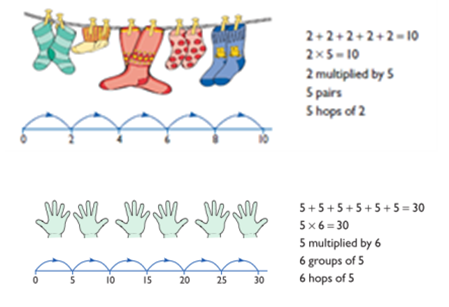 2 + 2 + 2 + 2 + 2 = 10
2 × 5 = 10
2 multiplied by 5
5 pairs
5 hops of 2
0 2 4 6 8 10
5 + 5 + 5 + 5 + 5 + 5 = 30
5 × 6 = 30
5 multiplied by 6
6 groups of 5
6 hops of 5
0 5 10 15 20 25 30